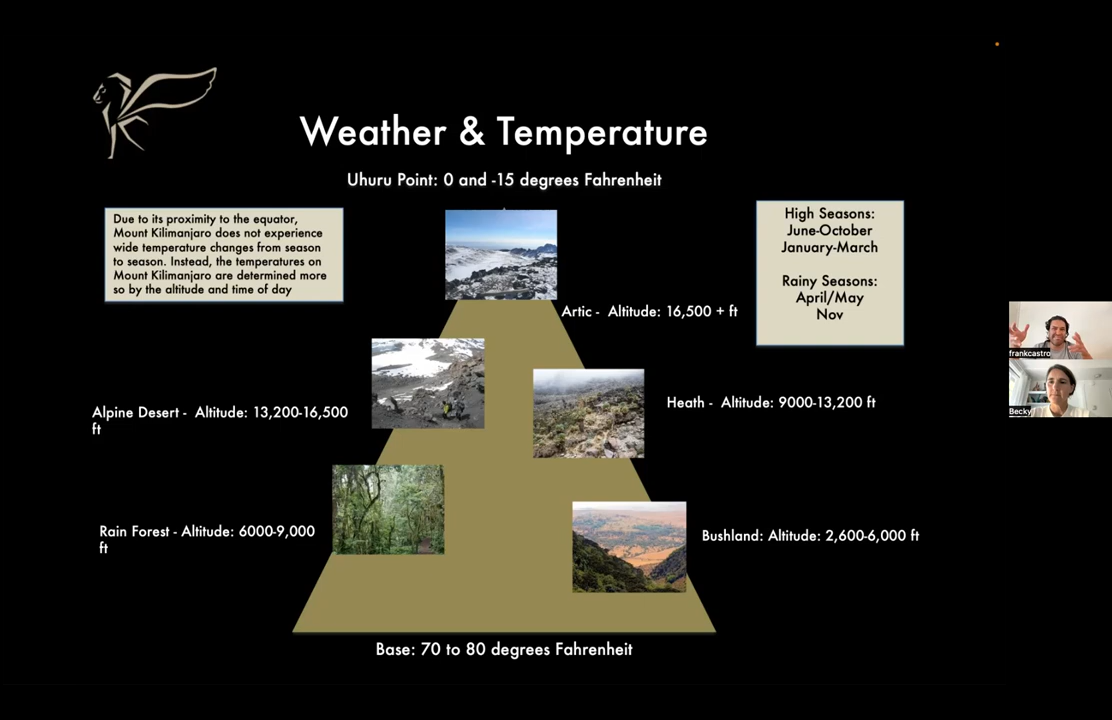 Weather & Temperature
Uhuru Point: 0 and -15 degrees Fahrenheit
Due to its proximity to the equator,
Mount Kilimanjaro does not experience
wide temperature changes from season
to season. Instead, the temperatures on
Mount Kilimanjaro are determined more
so by the altitude and time of day
High Seasons:
June-October
January-March
Rainy Seasons:
April/May
Nov
Artic - Altitude: 16,500 + ft
Alpine Desert - Altitude: 13,200-16,500
ft
Heath - Altitude: 9000-13,200 ft
Rain Forest - Altitude: 6000-9,000
ft
Bushland: Altitude: 2,600-6,000 ft
Base: 70 to 80 degrees Fahrenheit
frankcastro
Becky